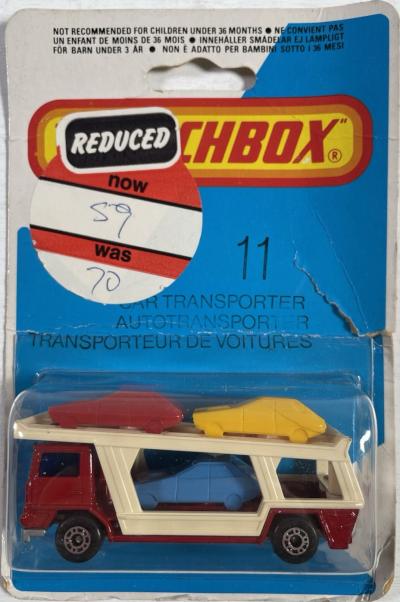 NOT RECOMMENDED FOR CHILDREN UNDER 36 MONTHS ● NE CONVIENT PAS
UN ENFANT DE MOINS DE 36 MOIS ● INNEHÅLLER SMÅDELAR EJ LÄMPLIGT
FÖR BARN UNDER 3 ÅR ● NON È ADATTO PER BAMBINI SOTTO I 36 MESI
CHBOX"®
REDUCED
now
59
was
70
11
CAR TRANSPORTER
AUTOTRANSPORTER
TRANSPORTEUR DE VOITURES